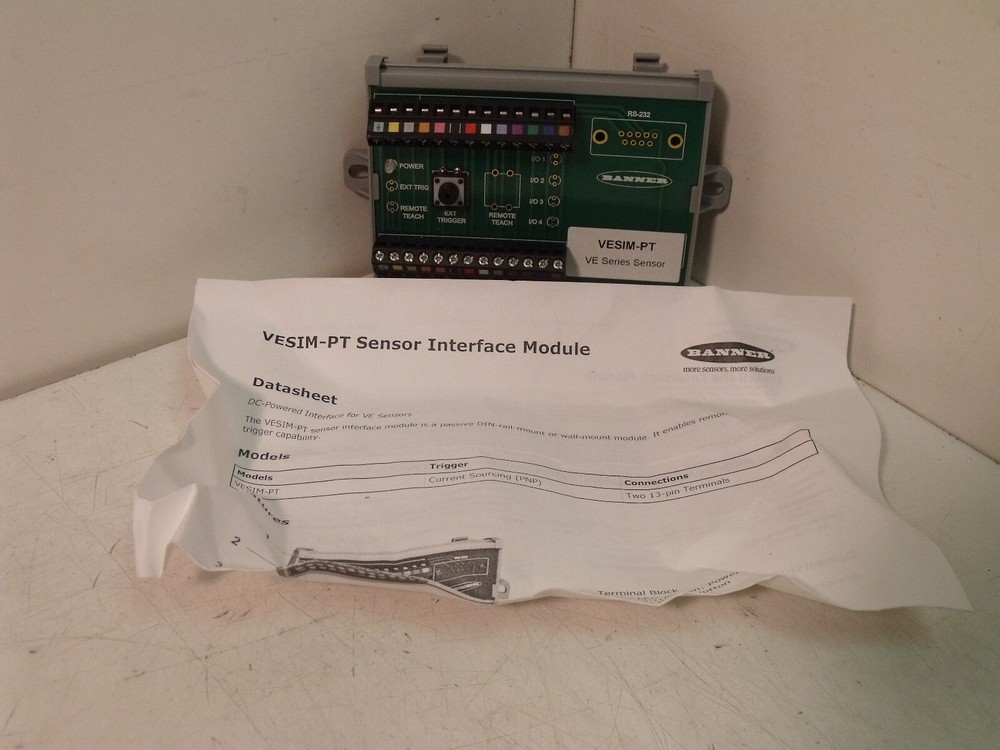 RS-232
I/O 1
POWER
BANNER
I/O 2
EXT TRIG
I/O 3
REMOTE
TEACH
EXT
TRIGGER
REMOTE
TEACH
I/O 4
VESIM-PT
VE Series Sensor
VESIM-PT Sensor Interface Module
BANNER
more sensors, more solutions
Datasheet
DC-Powered Interface for VE Sensors
The VESIM-PT sensor interface module is a passive DIN-rail-mount or wall-mount module. It enables
trigger capability.
Models
Models Trigger Connections
VESIM-PT Current Sourcing (PNP) Two 13-pin Terminals
1
2
Terminal Block